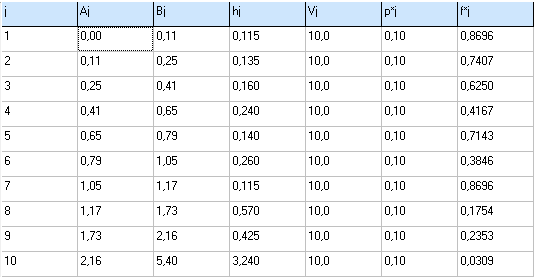 j Aj Bj hj Vj p*j f*j
1 0,00 0,11 0,115 10,0 0,10 0,8696
2 0,11 0,25 0,135 10,0 0,10 0,7407
3 0,25 0,41 0,160 10,0 0,10 0,6250
4 0,41 0,65 0,240 10,0 0,10 0,4167
5 0,65 0,79 0,140 10,0 0,10 0,7143
6 0,79 1,05 0,260 10,0 0,10 0,3846
7 1,05 1,17 0,115 10,0 0,10 0,8696
8 1,17 1,73 0,570 10,0 0,10 0,1754
9 1,73 2,16 0,425 10,0 0,10 0,2353
10 2,16 5,40 3,240 10,0 0,10 0,0309